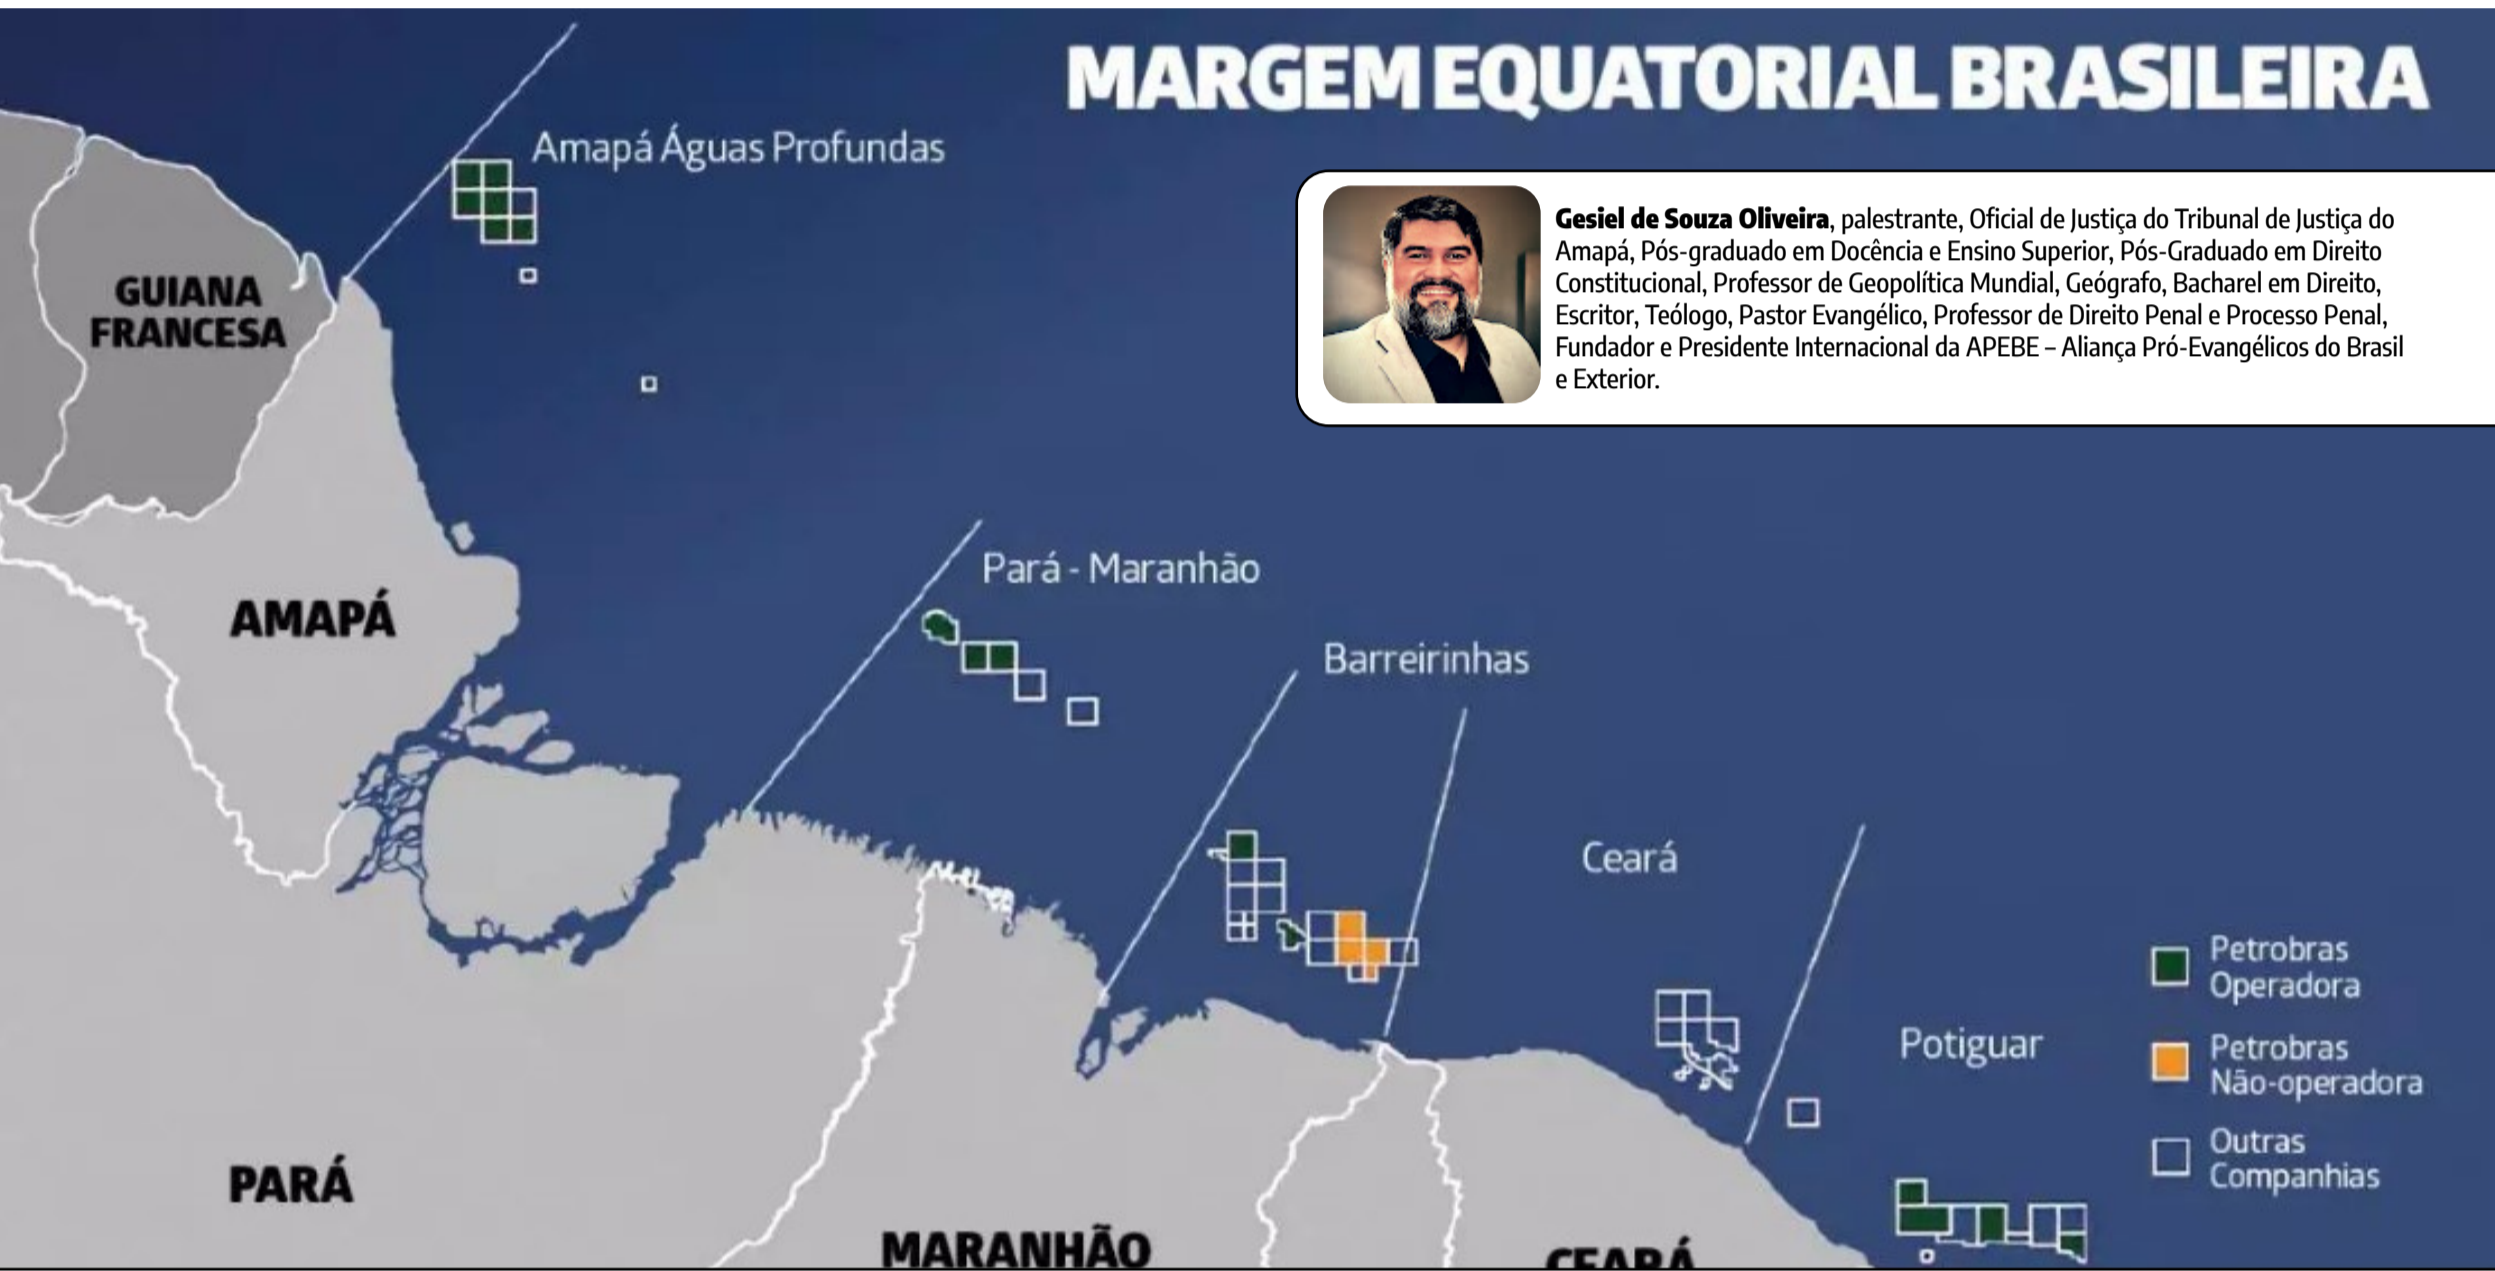 MARGEM EQUATORIAL BRASILEIRA
Amapá Águas Profundas
Gesiel de Souza Oliveira, palestrante, Oficial de Justiça do Tribunal de Justiça do
Amapá, Pós-graduado em Docência e Ensino Superior, Pós-Graduado em Direito
Constitucional, Professor de Geopolítica Mundial, Geógrafo, Bacharel em Direito,
Escritor, Teólogo, Pastor Evangélico, Professor de Direito Penal e Processo Penal,
Fundador e Presidente Internacional da APEBE – Aliança Pró-Evangélicos do Brasil
e Exterior.
GUIANA
FRANCESA
Pará - Maranhão
AMAPÁ
Barreirinhas
Ceará
Petrobras
Operadora
Potiguar
Petrobras
Não-operadora
Outras
Companhias
PARÁ
MARANHÃO
CEARÁ